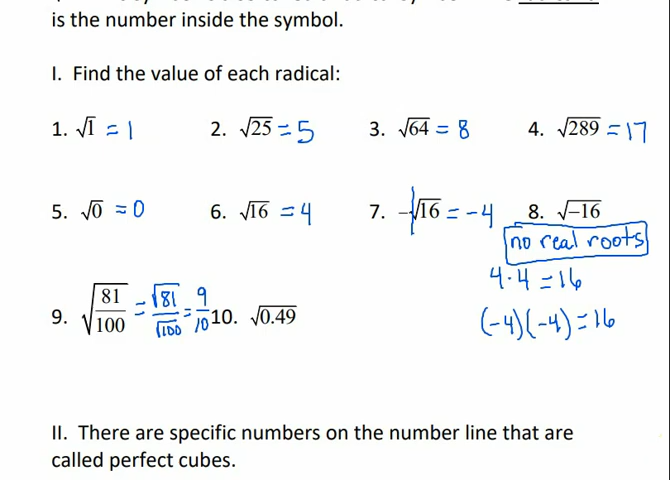 is the number inside the symbol.
I. Find the value of each radical:
1. √1 = 1 2. √25 = 5 3. √64 = 8 4. √289 = 17
5. √0 = 0 6. √16 = 4 7. -√16 = -4 8. √-16
no real roots
4 · 4 = 16
9. √81/100 = √81/√100 = 9/10 10. √0.49
(-4)(-4) = 16
II. There are specific numbers on the number line that are
called perfect cubes.